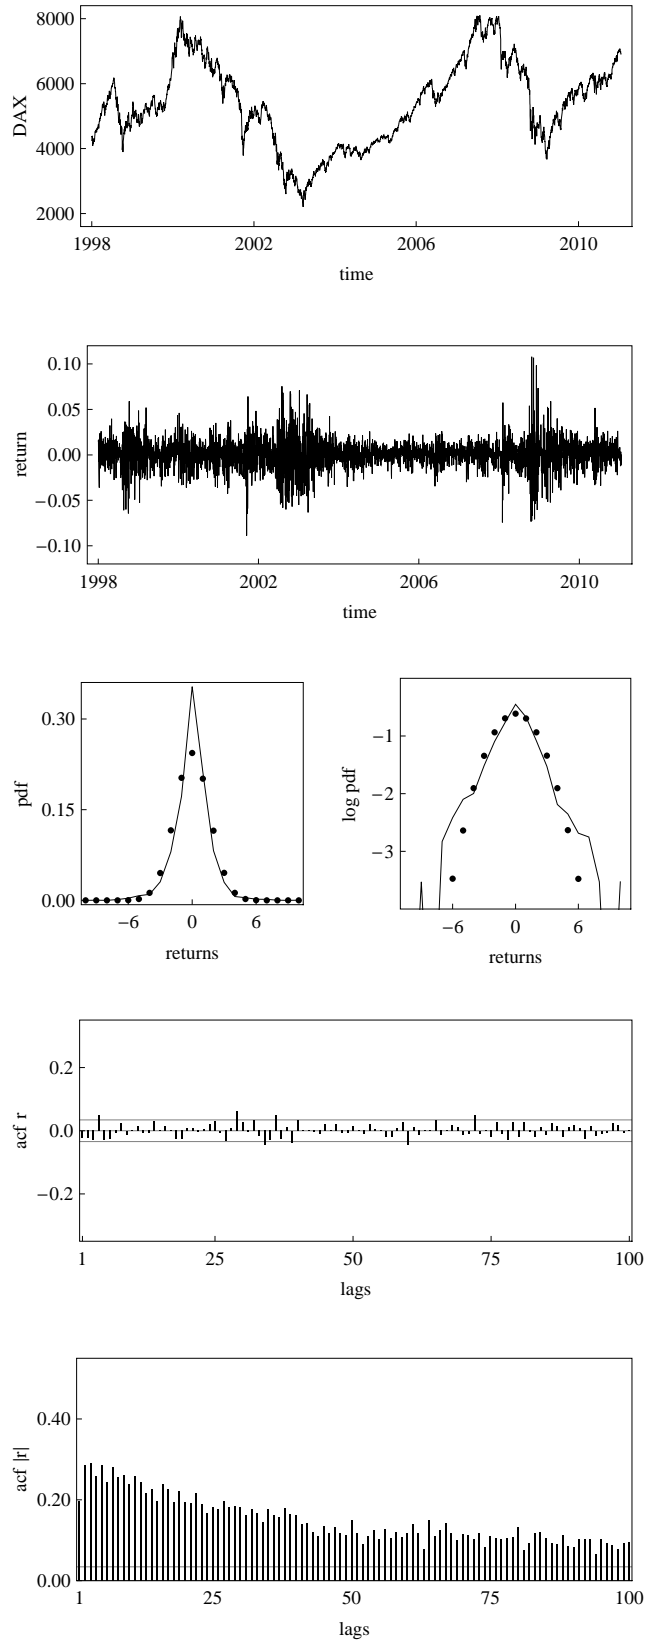 8000
6000
DAX
4000
2000
1998 2002 2006 2010
time
0.10
0.05
return
0.00
−0.05
−0.10
1998 2002 2006 2010
time
0.30
pdf
0.15
0.00
−6 0 6
returns
−1
log pdf
−2
−3
−6 0 6
returns
0.2
acf r
0.0
−0.2
1 25 50 75 100
lags
0.40
acf |r|
0.20
0.00
1 25 50 75 100
lags